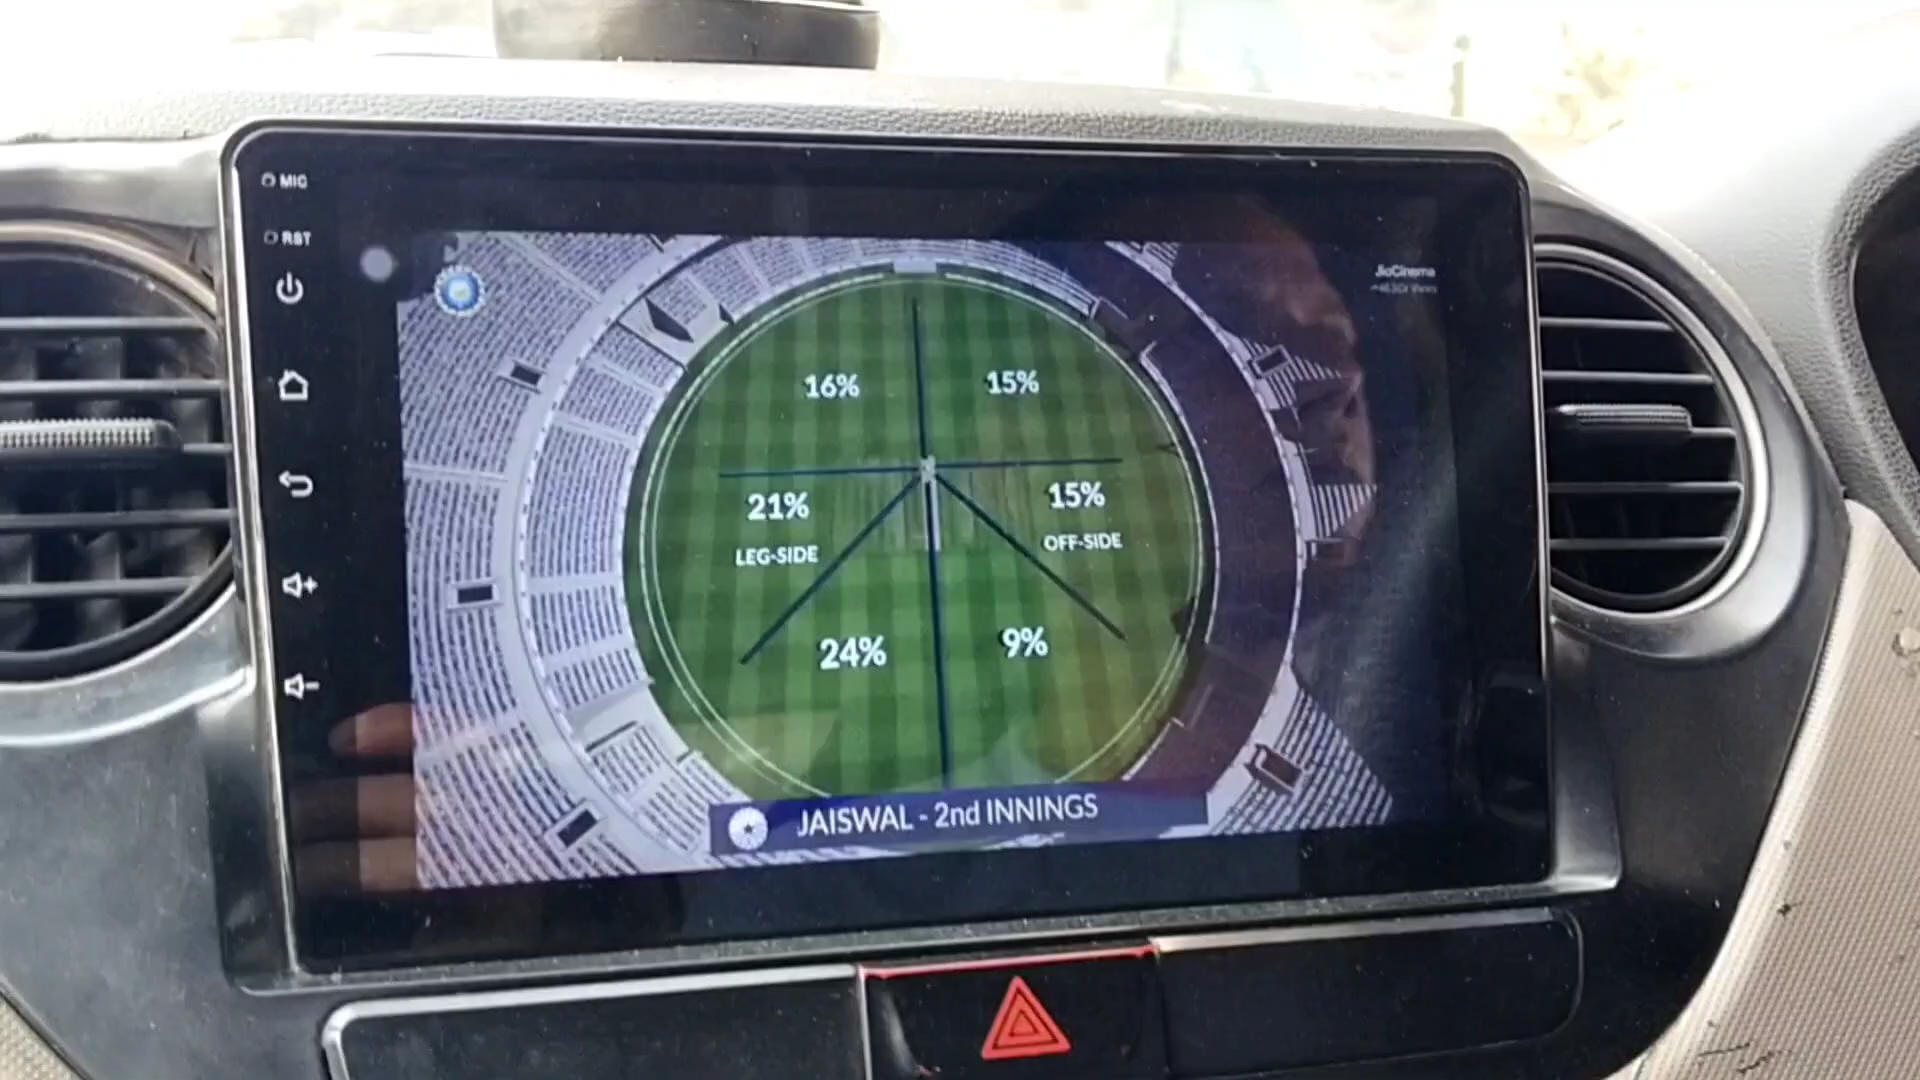 MIC
RST
JioCinema
16%
15%
21%
15%
LEG-SIDE
OFF-SIDE
24%
9%
JAISWAL - 2nd INNINGS